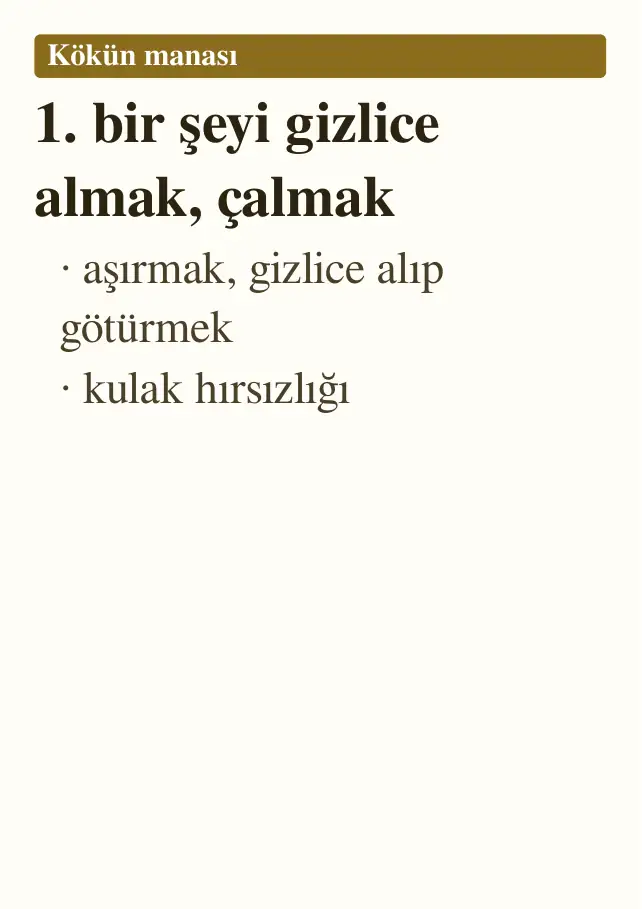 Kökün manası
1. bir şeyi gizlice
almak, çalmak
· aşırmak, gizlice alıp
götürmek
· kulak hırsızlığı